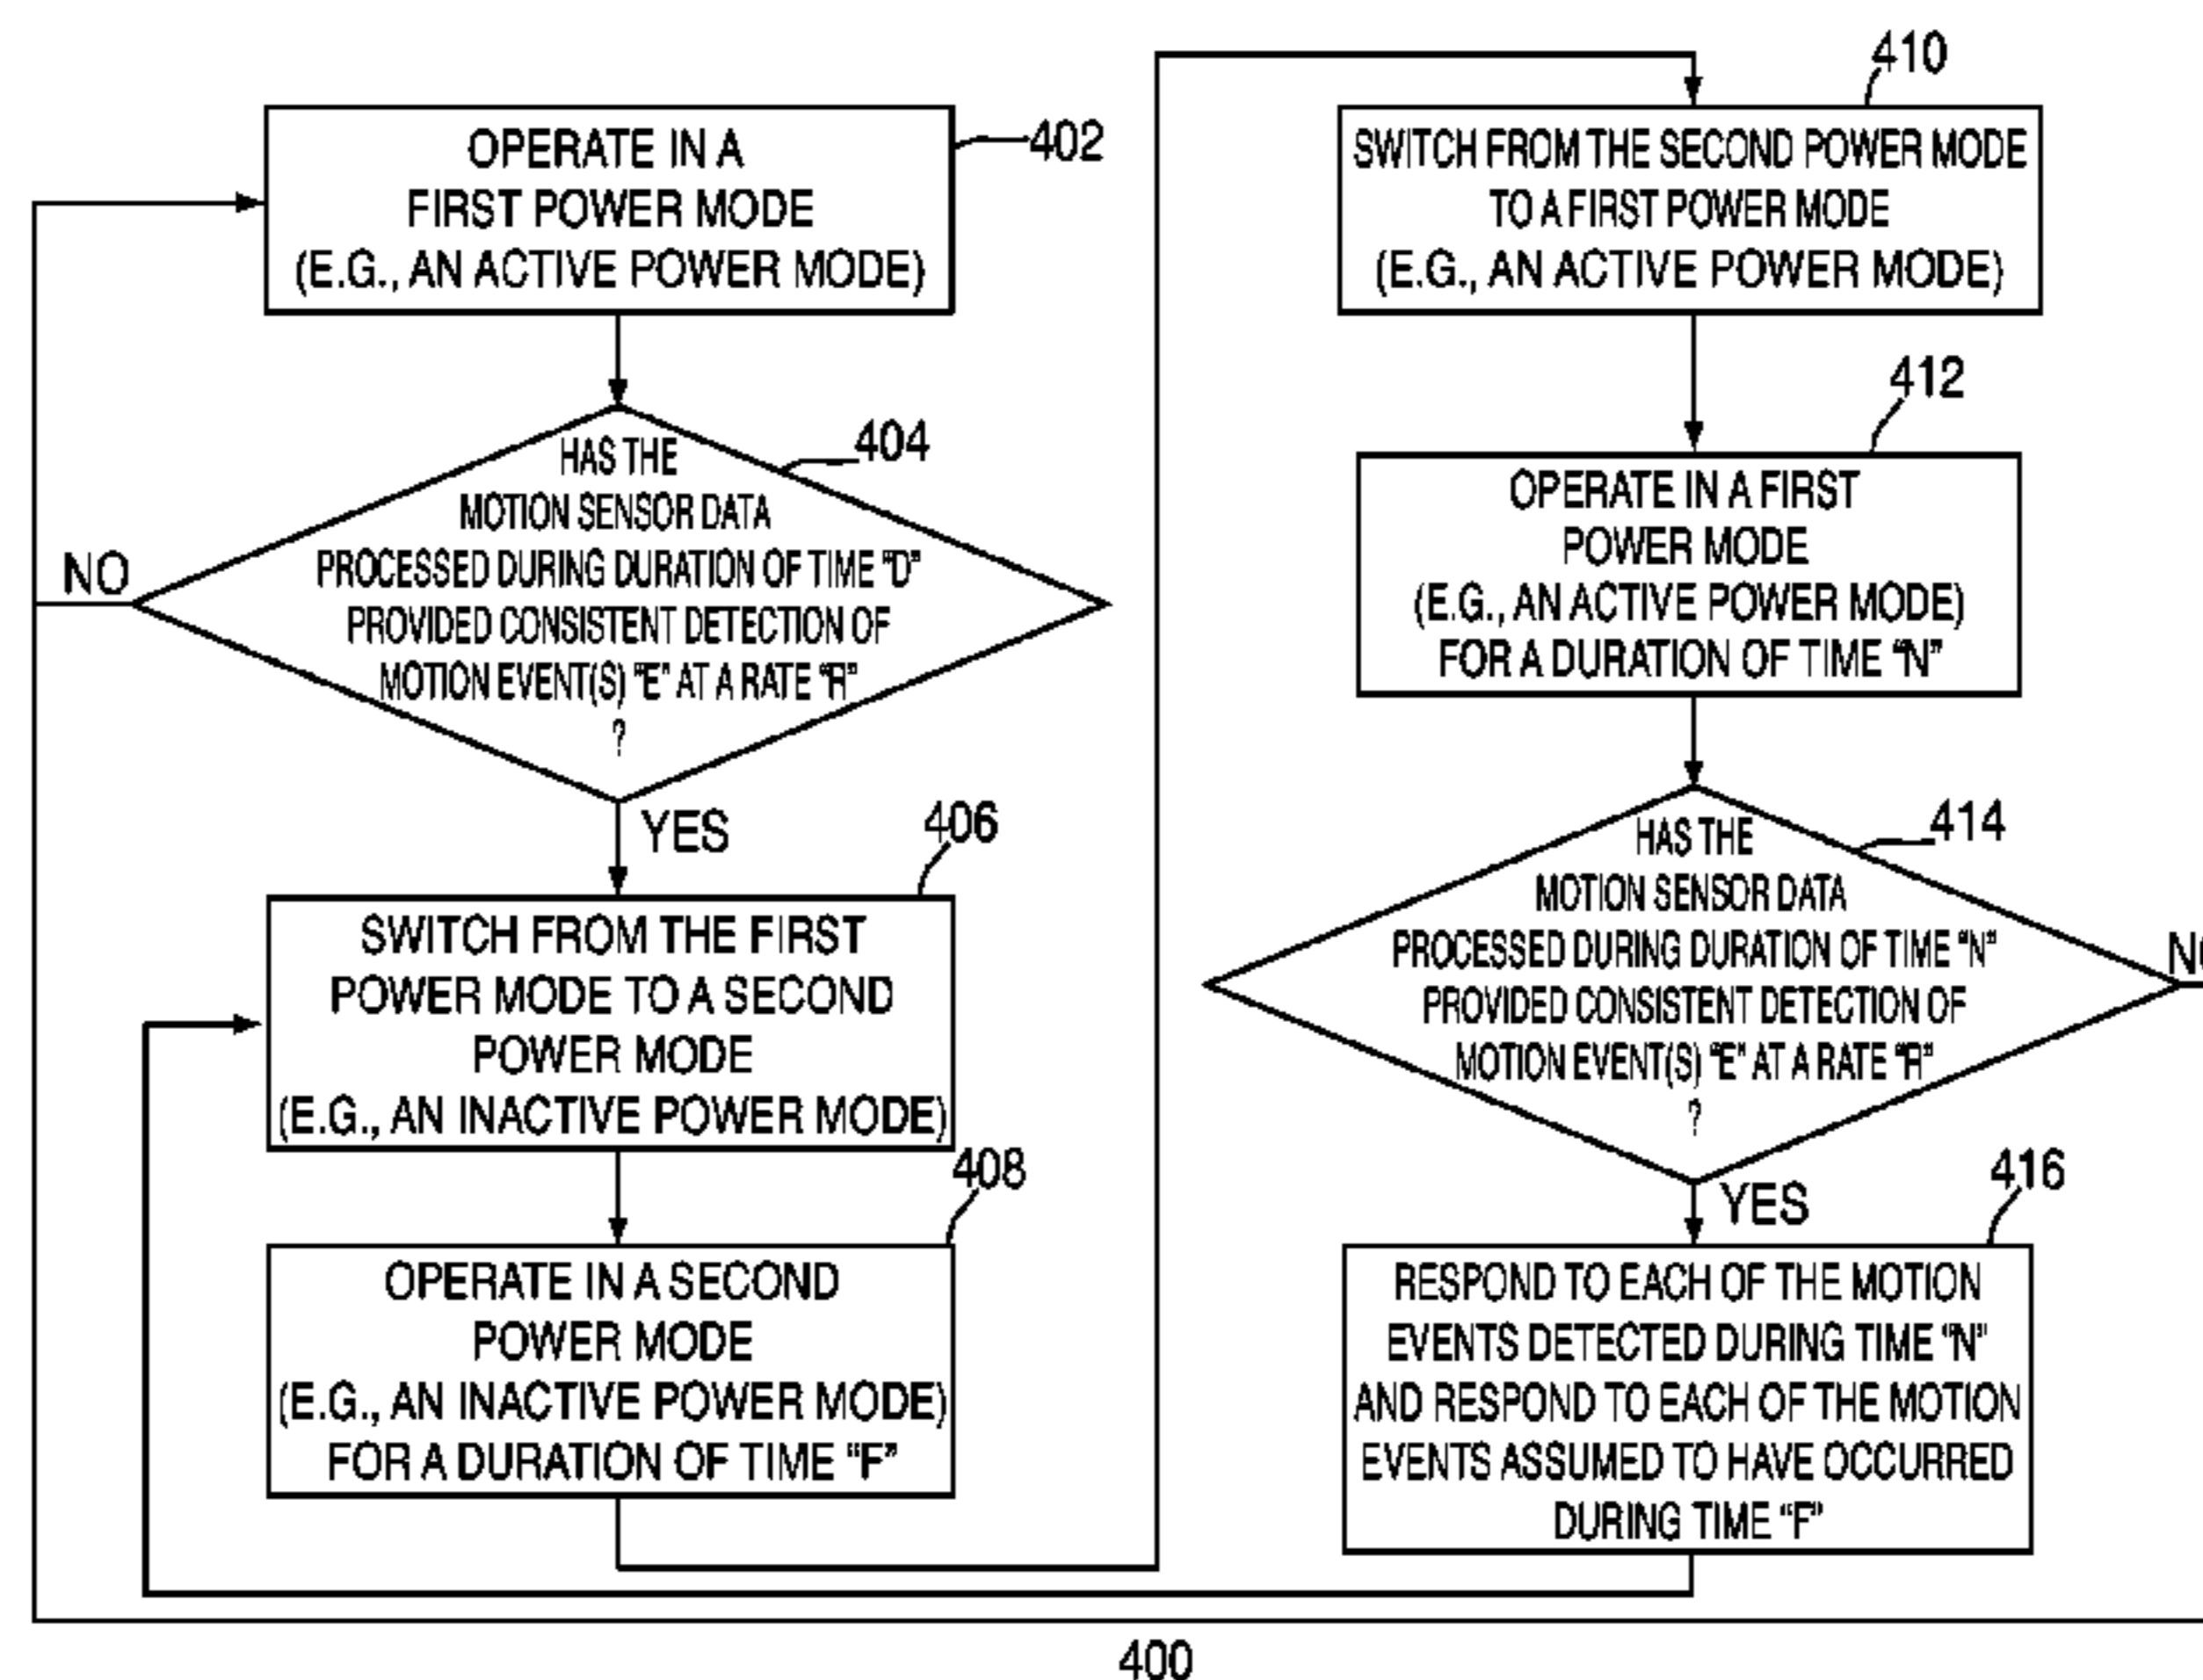 402
OPERATE IN A
FIRST POWER MODE
(E.G., AN ACTIVE POWER MODE)
404
HAS THE
MOTION SENSOR DATA
PROCESSED DURING DURATION OF TIME "D"
PROVIDED CONSISTENT DETECTION OF
MOTION EVENT(S) "E" AT A RATE "R"
?
NO
YES
406
SWITCH FROM THE FIRST
POWER MODE TO A SECOND
POWER MODE
(E.G., AN INACTIVE POWER MODE)
408
OPERATE IN A SECOND
POWER MODE
(E.G., AN INACTIVE POWER MODE)
FOR A DURATION OF TIME "F"
410
SWITCH FROM THE SECOND POWER MODE
TO A FIRST POWER MODE
(E.G., AN ACTIVE POWER MODE)
412
OPERATE IN A FIRST
POWER MODE
(E.G., AN ACTIVE POWER MODE)
FOR A DURATION OF TIME "N"
414
HAS THE
MOTION SENSOR DATA
PROCESSED DURING DURATION OF TIME "N"
PROVIDED CONSISTENT DETECTION OF
MOTION EVENT(S) "E" AT A RATE "R"
?
YES
416
RESPOND TO EACH OF THE MOTION
EVENTS DETECTED DURING TIME "N"
AND RESPOND TO EACH OF THE MOTION
EVENTS ASSUMED TO HAVE OCCURRED
DURING TIME "F"
400